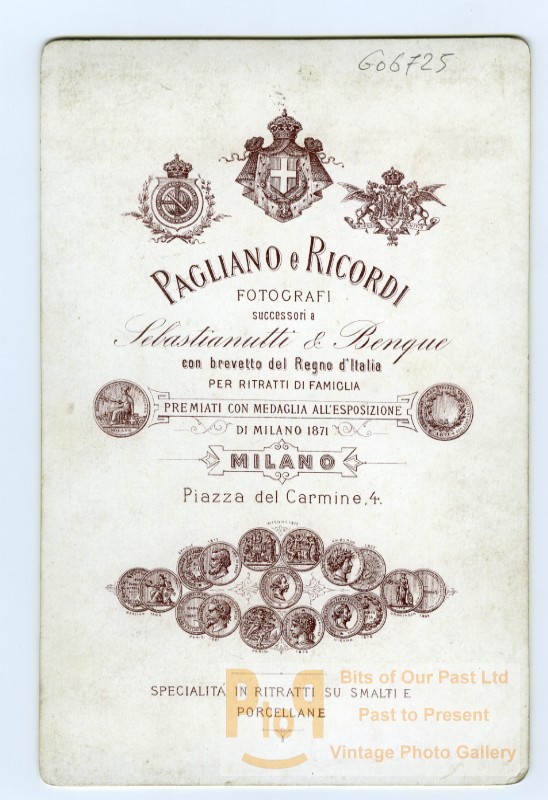 G06725
PAGLIANO e RICORDI
FOTOGRAFI
successori a
Sebastianutti & Benque
con brevetto del Regno d'Italia
PER RITRATTI DI FAMIGLIA
PREMIATI CON MEDAGLIA ALL'ESPOSIZIONE
DI MILANO 1871
MILANO
Piazza del Carmine, 4.
SPECIALITÀ IN RITRATTI SU SMALTI E
PORCELLANE
PtoP
Bits of Our Past Ltd
Past to Present
Vintage Photo Gallery